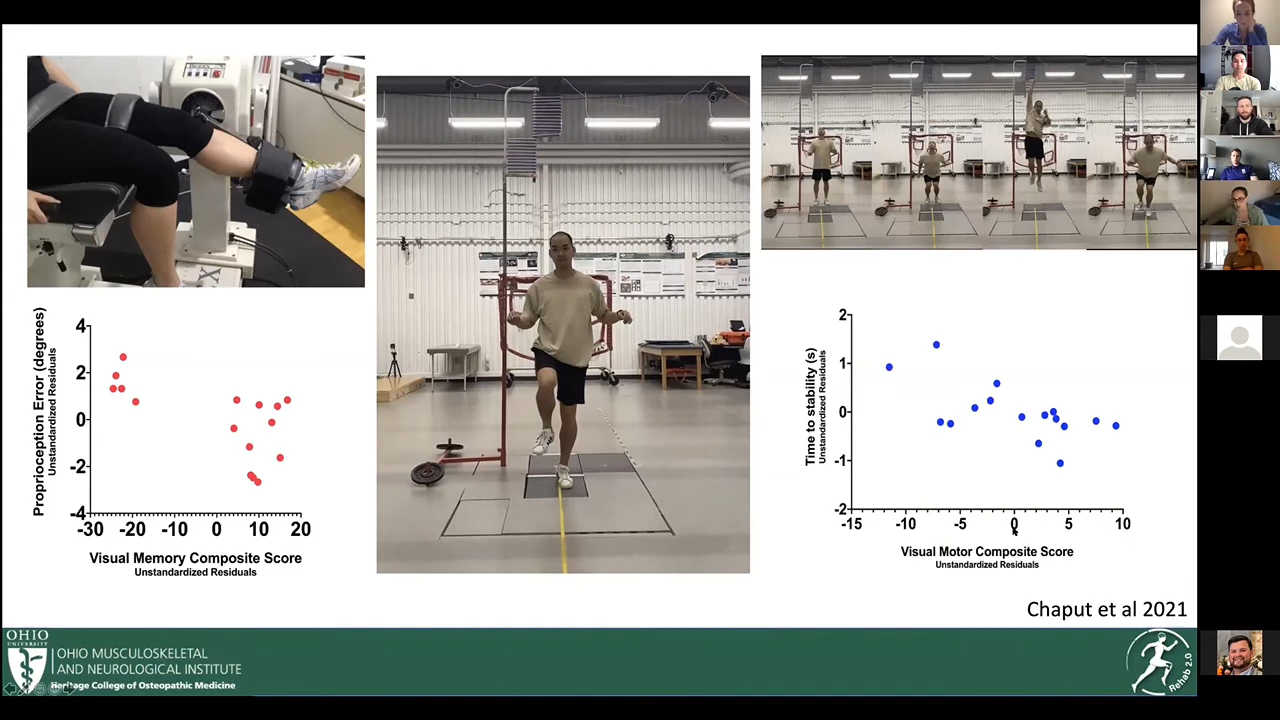 Proprioception Error (degrees)
Unstandardized Residuals
4
2
0
-2
-4
-30 -20 -10 0 10 20
Visual Memory Composite Score
Unstandardized Residuals
Time to stability (s)
Unstandardized Residuals
2
1
0
-1
-2
-15 -10 -5 0 5 10
Visual Motor Composite Score
Unstandardized Residuals
Chaput et al 2021
OHIO
UNIVERSITY
OHIO MUSCULOSKELETAL
AND NEUROLOGICAL INSTITUTE
Heritage College of Osteopathic Medicine
Rehab 2.0